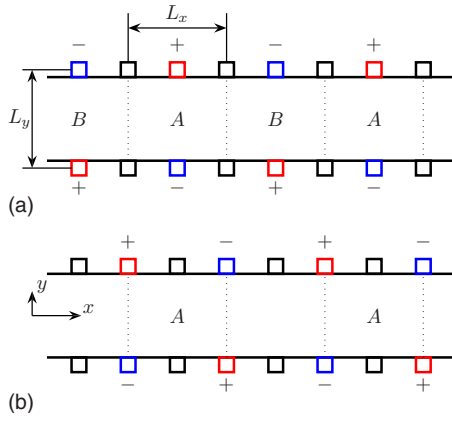 L_x
− + − +
L_y
B A B A
+ − + −
(a)
+ − + −
y
x
A A
− + − +
(b)